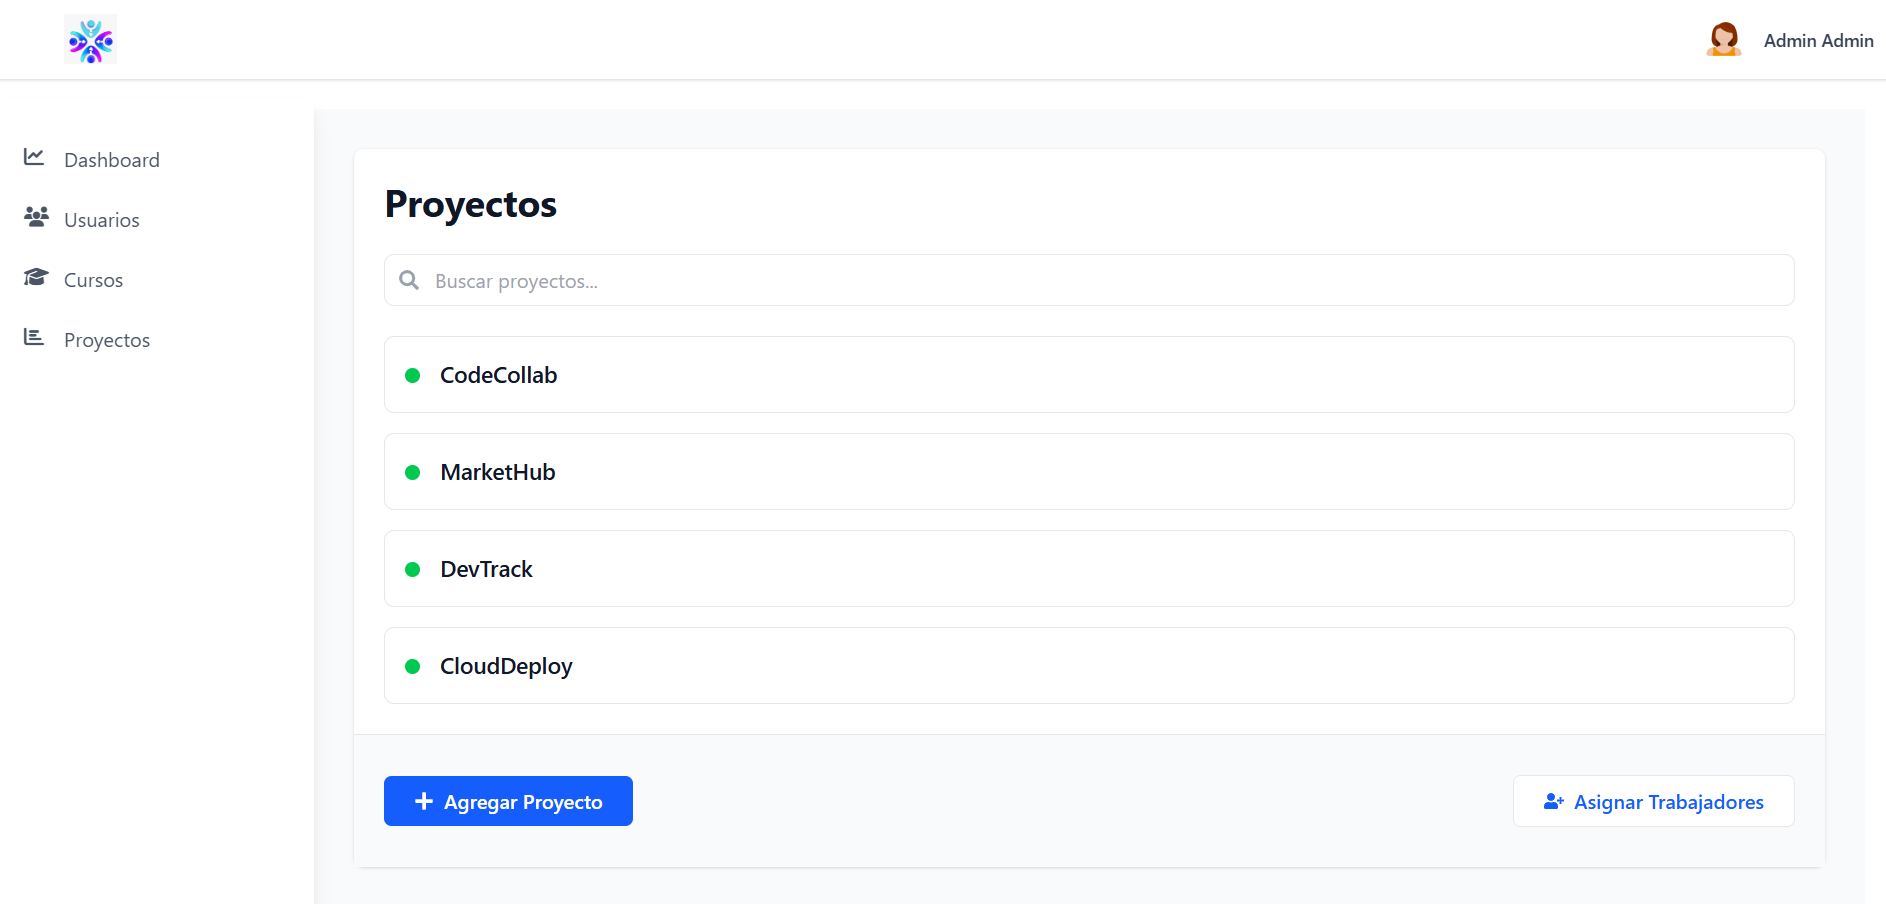 Admin Admin
Dashboard
Usuarios
Cursos
Proyectos
Proyectos
Buscar proyectos...
CodeCollab
MarketHub
DevTrack
CloudDeploy
Agregar Proyecto
Asignar Trabajadores